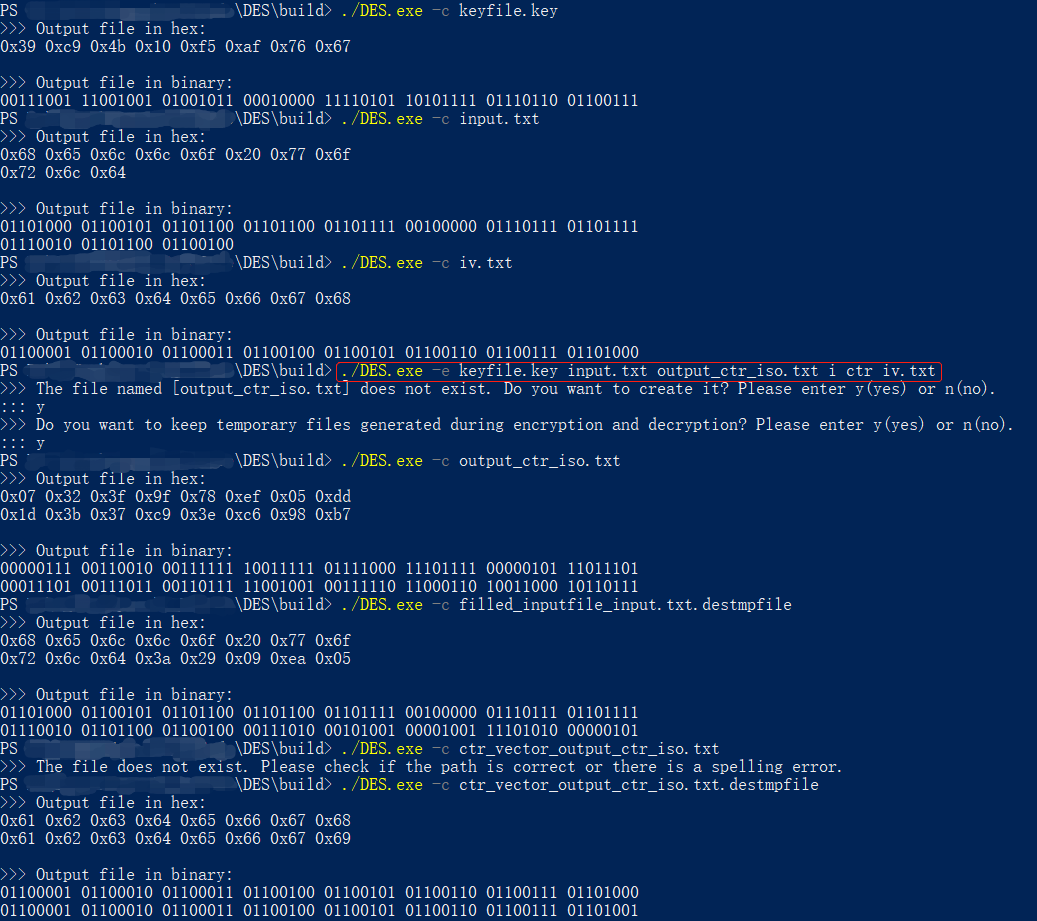 PS \DES\build> ./DES.exe -c keyfile.key
>>> Output file in hex:
0x39 0xc9 0x4b 0x10 0xf5 0xaf 0x76 0x67
>>> Output file in binary:
00111001 11001001 01001011 00010000 11110101 10101111 01110110 01100111
PS \DES\build> ./DES.exe -c input.txt
>>> Output file in hex:
0x68 0x65 0x6c 0x6c 0x6f 0x20 0x77 0x6f
0x72 0x6c 0x64
>>> Output file in binary:
01101000 01100101 01101100 01101100 01101111 00100000 01110111 01101111
01110010 01101100 01100100
PS \DES\build> ./DES.exe -c iv.txt
>>> Output file in hex:
0x61 0x62 0x63 0x64 0x65 0x66 0x67 0x68
>>> Output file in binary:
01100001 01100010 01100011 01100100 01100101 01100110 01100111 01101000
PS \DES\build> ./DES.exe -e keyfile.key input.txt output_ctr_iso.txt i ctr iv.txt
>>> The file named [output_ctr_iso.txt] does not exist. Do you want to create it? Please enter y(yes) or n(no).
::: y
>>> Do you want to keep temporary files generated during encryption and decryption? Please enter y(yes) or n(no).
::: y
PS \DES\build> ./DES.exe -c output_ctr_iso.txt
>>> Output file in hex:
0x07 0x32 0x3f 0x9f 0x78 0xef 0x05 0xdd
0x1d 0x3b 0x37 0xc9 0x3e 0xc6 0x98 0xb7
>>> Output file in binary:
00000111 00110010 00111111 10011111 01111000 11101111 00000101 11011101
00011101 00111011 00110111 11001001 00111110 11000110 10011000 10110111
PS \DES\build> ./DES.exe -c filled_inputfile_input.txt.destmpfile
>>> Output file in hex:
0x68 0x65 0x6c 0x6c 0x6f 0x20 0x77 0x6f
0x72 0x6c 0x64 0x3a 0x29 0x09 0xea 0x05
>>> Output file in binary:
01101000 01100101 01101100 01101100 01101111 00100000 01110111 01101111
01110010 01101100 01100100 00111010 00101001 00001001 11101010 00000101
PS \DES\build> ./DES.exe -c ctr_vector_output_ctr_iso.txt
>>> The file does not exist. Please check if the path is correct or there is a spelling error.
PS \DES\build> ./DES.exe -c ctr_vector_output_ctr_iso.txt.destmpfile
>>> Output file in hex:
0x61 0x62 0x63 0x64 0x65 0x66 0x67 0x68
0x61 0x62 0x63 0x64 0x65 0x66 0x67 0x69
>>> Output file in binary:
01100001 01100010 01100011 01100100 01100101 01100110 01100111 01101000
01100001 01100010 01100011 01100100 01100101 01100110 01100111 01101001